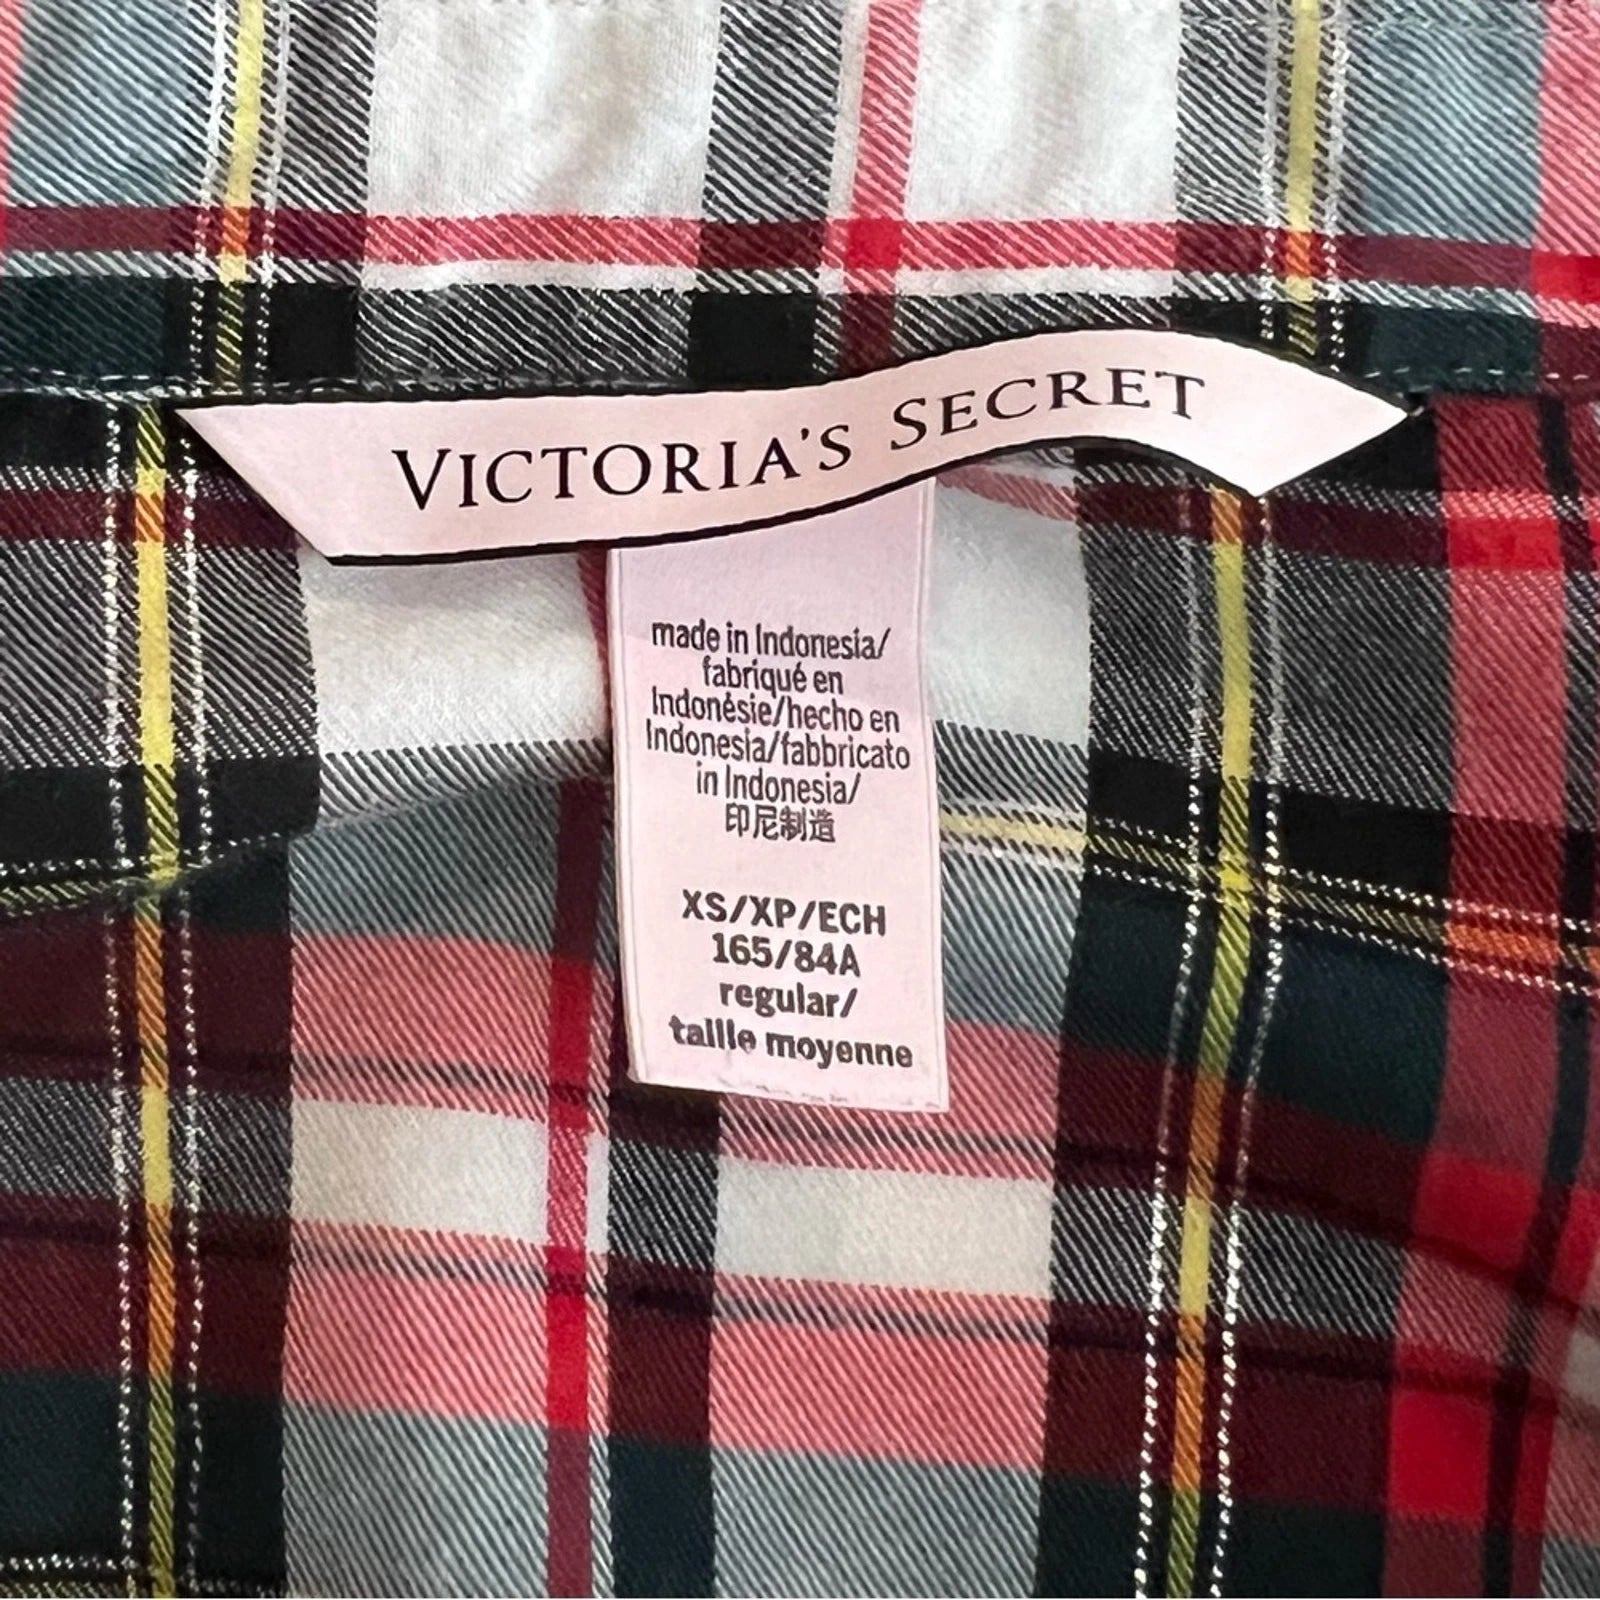 VICTORIA'S SECRET
made in Indonesia/
fabriqué en
Indonésie/hecho en
Indonesia/fabbricato
in Indonesia/
印尼制造
XS/XP/ECH
165/84A
regular/
taille moyenne